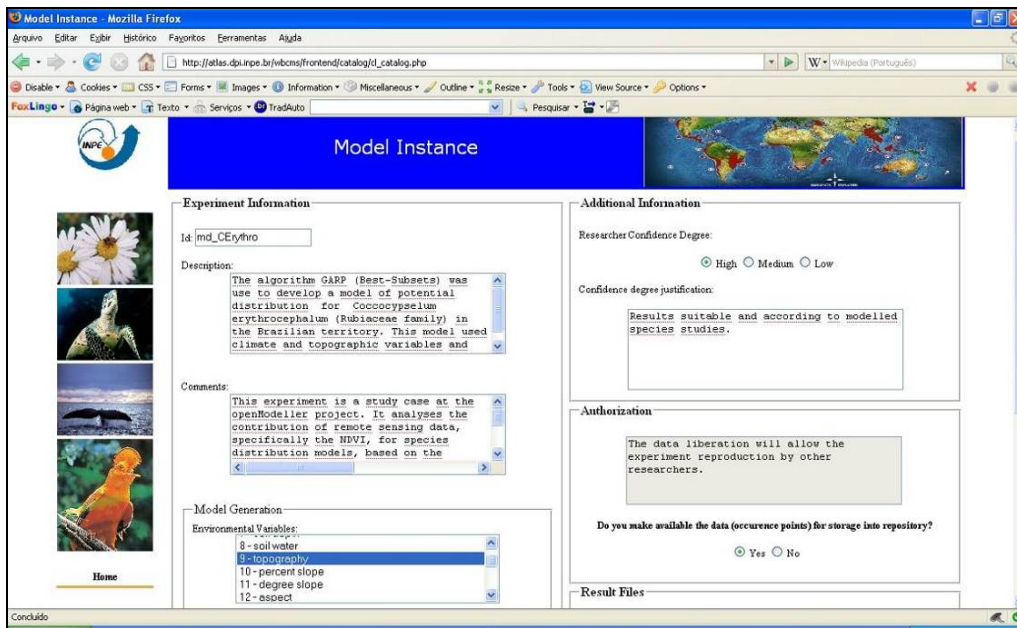 Model Instance - Mozilla Firefox
Arquivo Editar Exibir Histórico Favoritos Ferramentas Ajuda
http://atlas.dpi.inpe.br/wbcms/frontend/catalog/cl_catalog.php
Wikipedia (Português)
Disable Cookies CSS Forms Images Information Miscellaneous Outline Resize Tools View Source Options
FoxLingo Página web Texto Serviços TradAuto Pesquisar
INPE
Model Instance
Experiment Information
Id: md_CErythro
Description:
The algorithm GARP (Best-Subsets) was
use to develop a model of potential
distribution for Coccocypselum
erythrocephalum (Rubiaceae family) in
the Brazilian territory. This model used
climate and topographic variables and
Comments:
This experiment is a study case at the
openModeller project. It analyses the
contribution of remote sensing data,
specifically the NDVI, for species
distribution models, based on the
Model Generation
Environmental Variables:
8 - soil water
9 - topography
10 - percent slope
11 - degree slope
12 - aspect
Home
Additional Information
Researcher Confidence Degree:
High Medium Low
Confidence degree justification:
Results suitable and according to modelled
species studies.
Authorization
The data liberation will allow the
experiment reproduction by other
researchers.
Do you make available the data (occurence points) for storage into repository?
Yes No
Result Files
Concluído